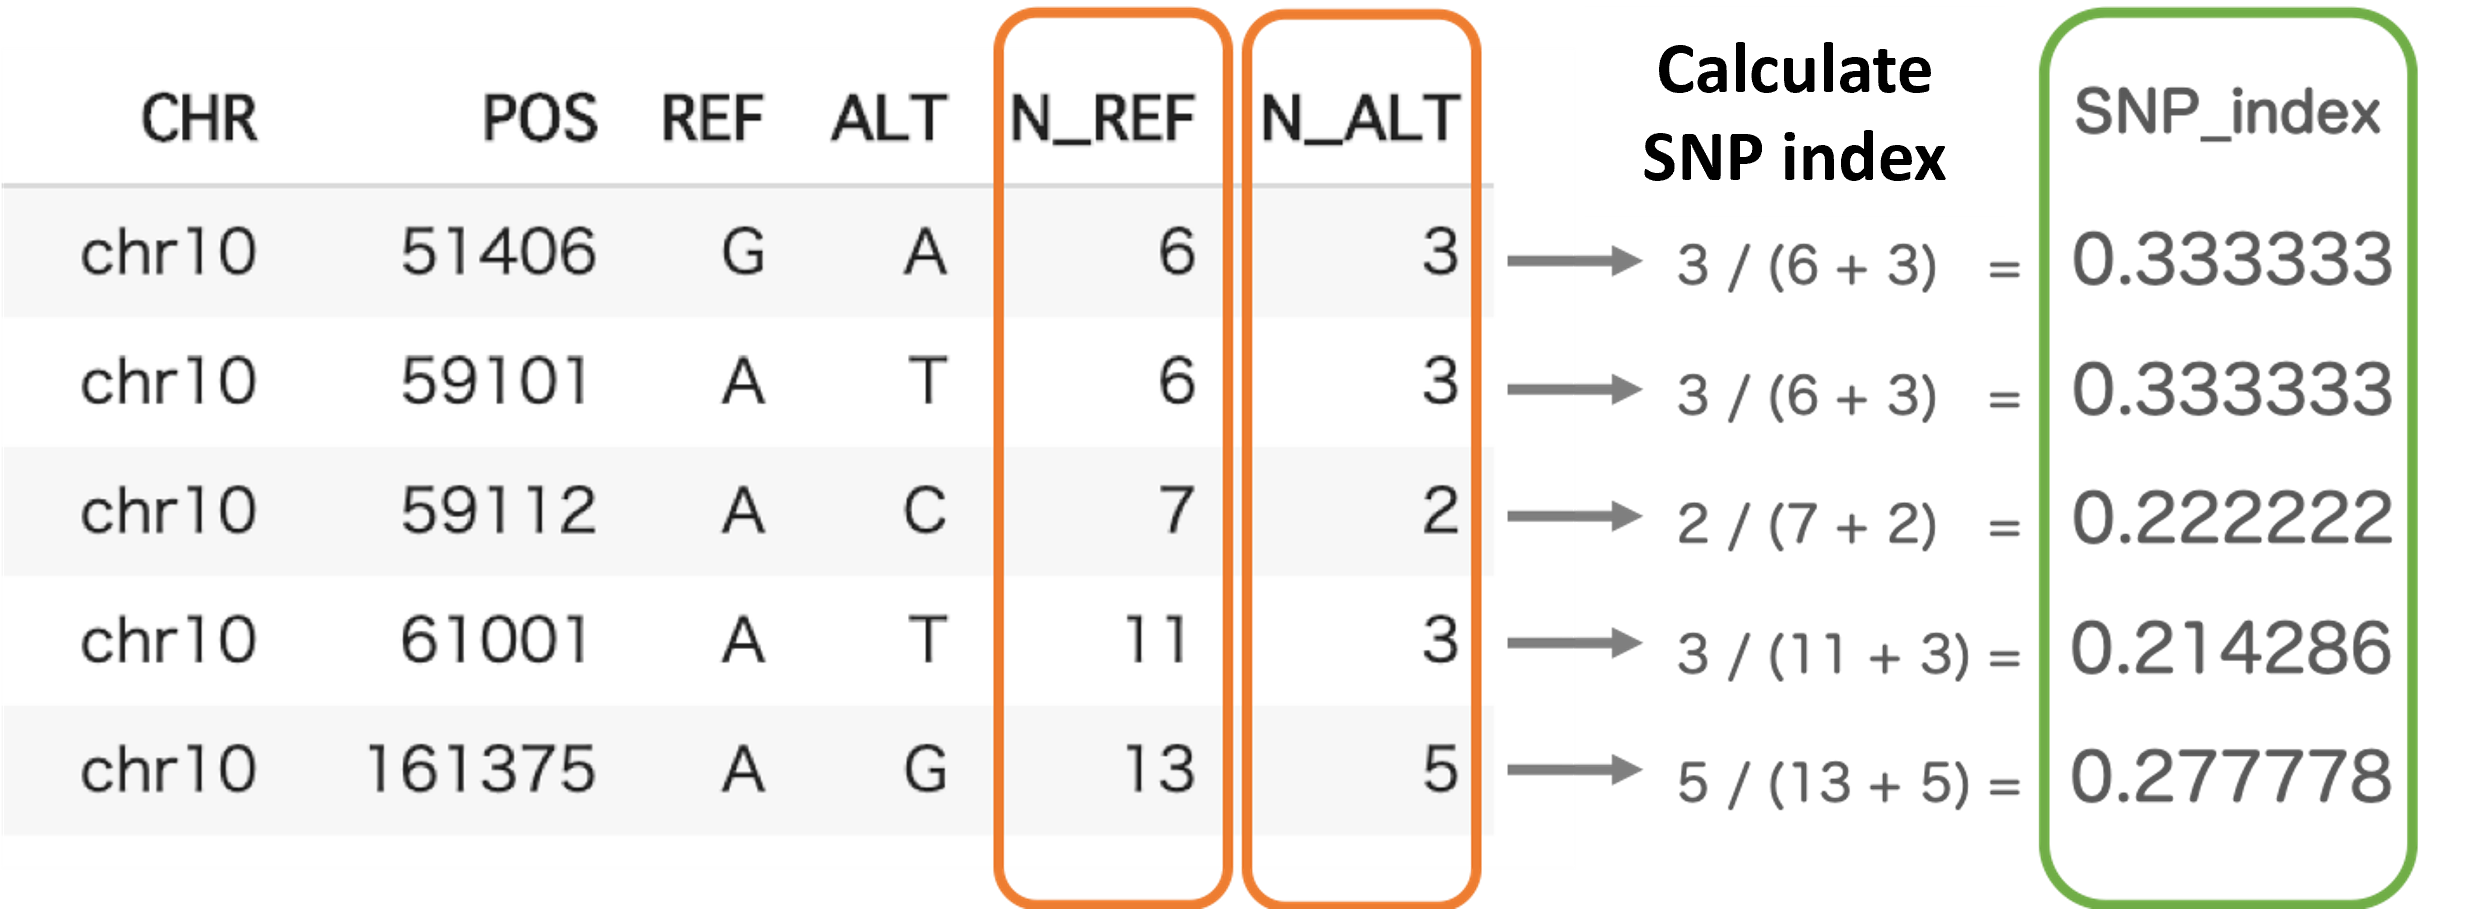 CHR POS REF ALT N_REF N_ALT Calculate SNP index SNP_index
chr10 51406 G A 6 3 3 / (6 + 3) = 0.333333
chr10 59101 A T 6 3 3 / (6 + 3) = 0.333333
chr10 59112 A C 7 2 2 / (7 + 2) = 0.222222
chr10 61001 A T 11 3 3 / (11 + 3) = 0.214286
chr10 161375 A G 13 5 5 / (13 + 5) = 0.277778